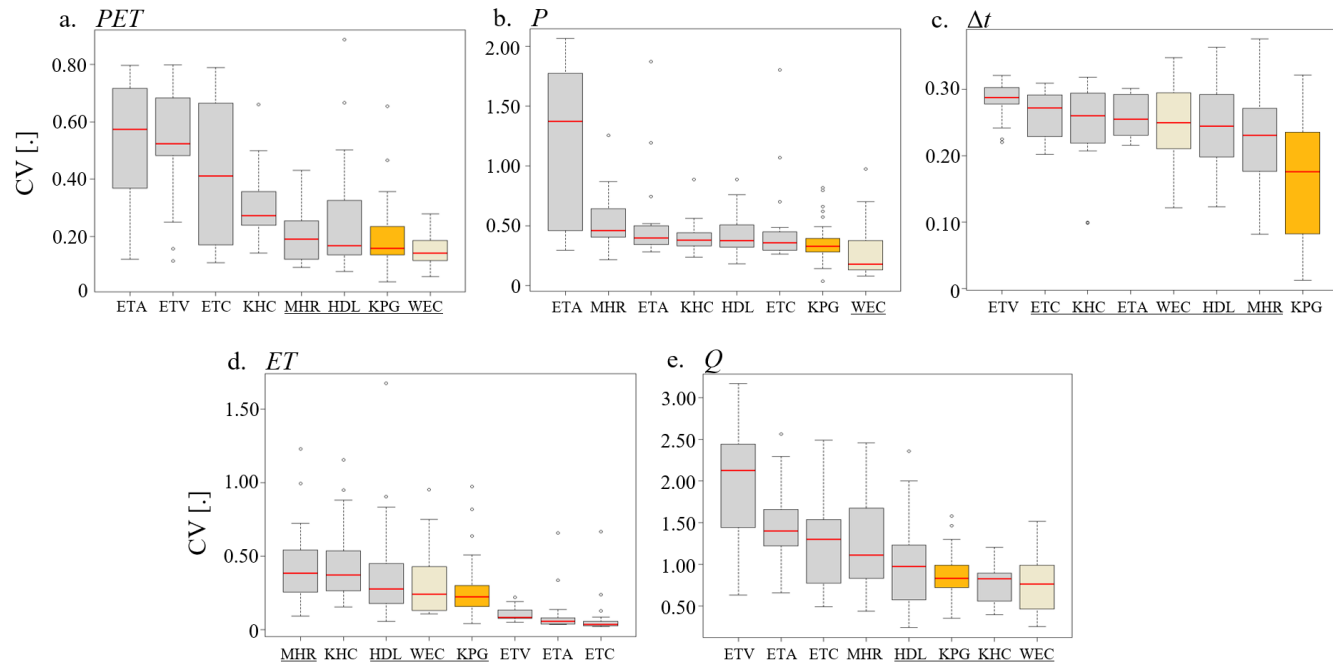 a. PET
CV [.]
0.80
0.60
0.40
0.20
0
ETA ETV ETC KHC MHR HDL KPG WEC
b. P
2.00
1.50
1.00
0.50
0
ETA MHR ETA KHC HDL ETC KPG WEC
c. Δt
0.30
0.20
0.10
0
ETV ETC KHC ETA WEC HDL MHR KPG
d. ET
CV [.]
1.50
1.00
0.50
0
MHR KHC HDL WEC KPG ETV ETA ETC
e. Q
3.00
2.50
2.00
1.50
1.00
0.50
ETV ETA ETC MHR HDL KPG KHC WEC